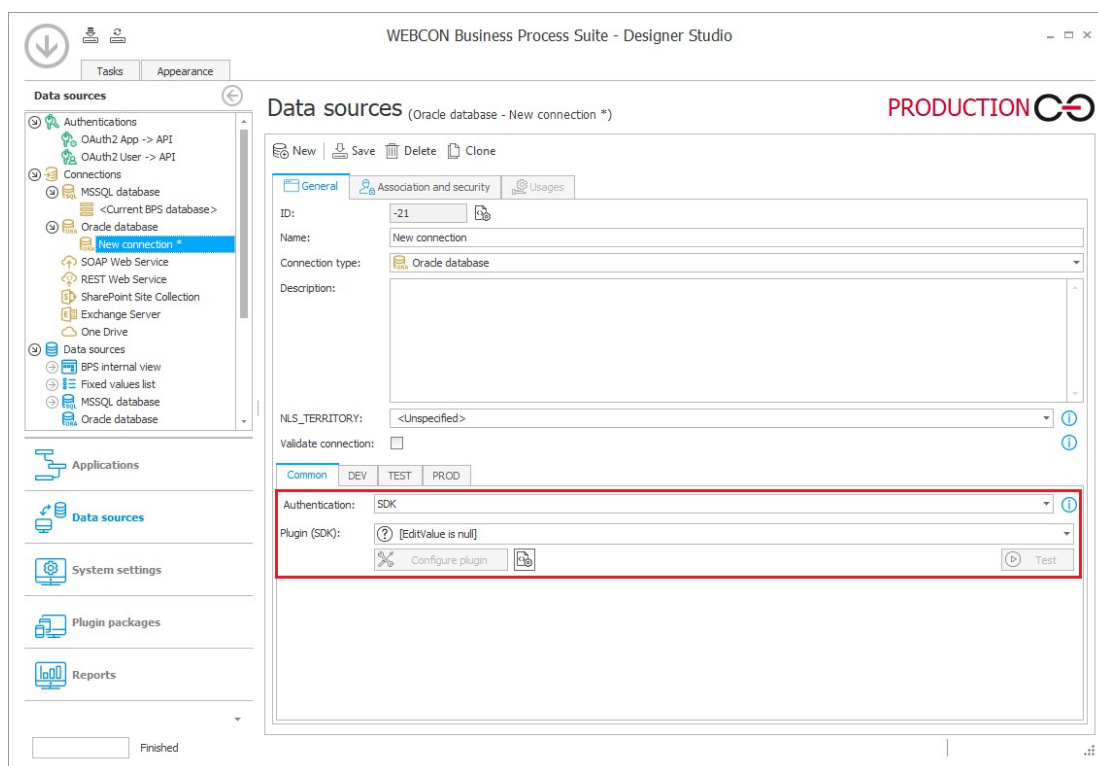 WEBCON Business Process Suite - Designer Studio
Tasks Appearance
Data sources
Authentications
OAuth2 App -> API
OAuth2 User -> API
Connections
MSSQL database
<Current BPS database>
Oracle database
New connection *
SOAP Web Service
REST Web Service
SharePoint Site Collection
Exchange Server
One Drive
Data sources
BPS internal view
Fixed values list
MSSQL database
Oracle database
Applications
Data sources
System settings
Plugin packages
Reports
Finished
Data sources (Oracle database - New connection *)
PRODUCTION
New Save Delete Clone
General Association and security Usages
ID: -21
Name: New connection
Connection type: Oracle database
Description:
NLS_TERRITORY: <Unspecified>
Validate connection:
Common DEV TEST PROD
Authentication: SDK
Plugin (SDK): [EditValue is null]
Configure plugin Test